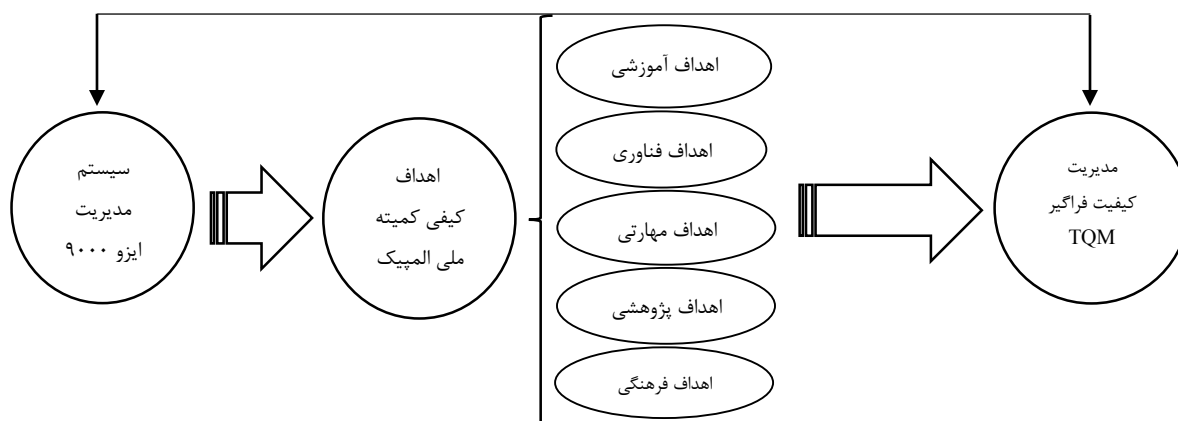 سیستم
مدیریت
ایزو ۹۰۰۰
اهداف
کیفی کمیته
ملی المپیک
اهداف آموزشی
اهداف فناوری
اهداف مهارتی
اهداف پژوهشی
اهداف فرهنگی
مدیریت
کیفیت فراگیر
TQM